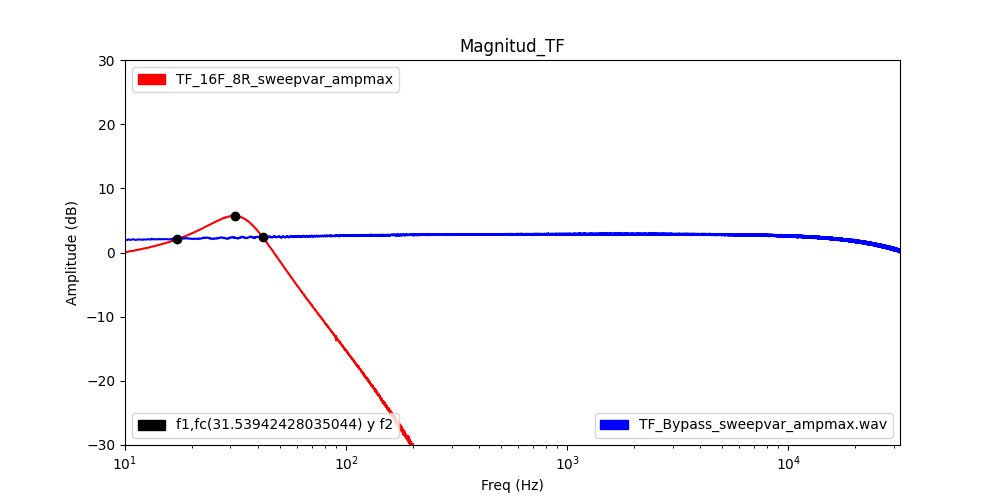 Magnitud_TF
30
TF_16F_8R_sweepvar_ampmax
20
10
Amplitude (dB)
0
−10
−20
f1,fc(31.53942428035044) y f2
TF_Bypass_sweepvar_ampmax.wav
−30
10¹
10²
10³
10⁴
Freq (Hz)